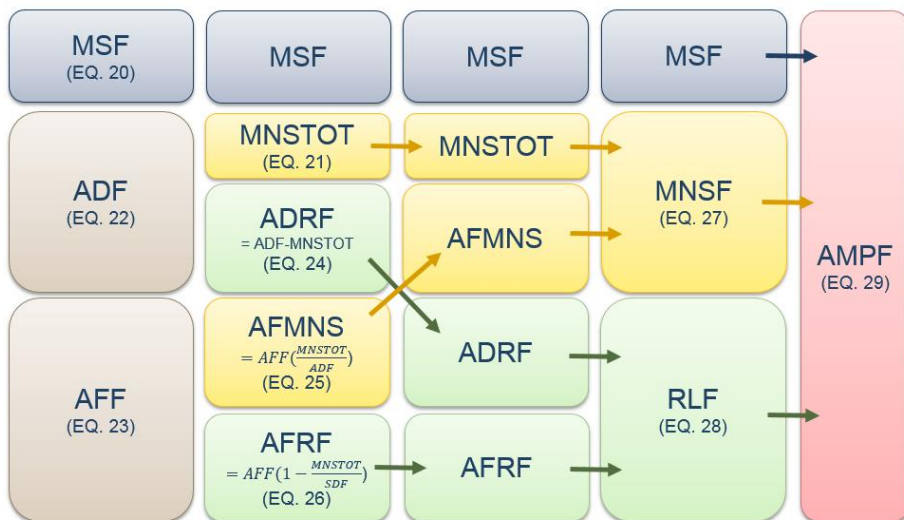 MSF
(EQ. 20)
MSF
MSF
MSF
ADF
(EQ. 22)
MNSTOT
(EQ. 21)
MNSTOT
MNSF
(EQ. 27)
ADRF
= ADF-MNSTOT
(EQ. 24)
AFMNS
AMPF
(EQ. 29)
AFF
(EQ. 23)
AFMNS
= AFF(MNSTOT/ADF)
(EQ. 25)
ADRF
RLF
(EQ. 28)
AFRF
= AFF(1 − MNSTOT/SDF)
(EQ. 26)
AFRF